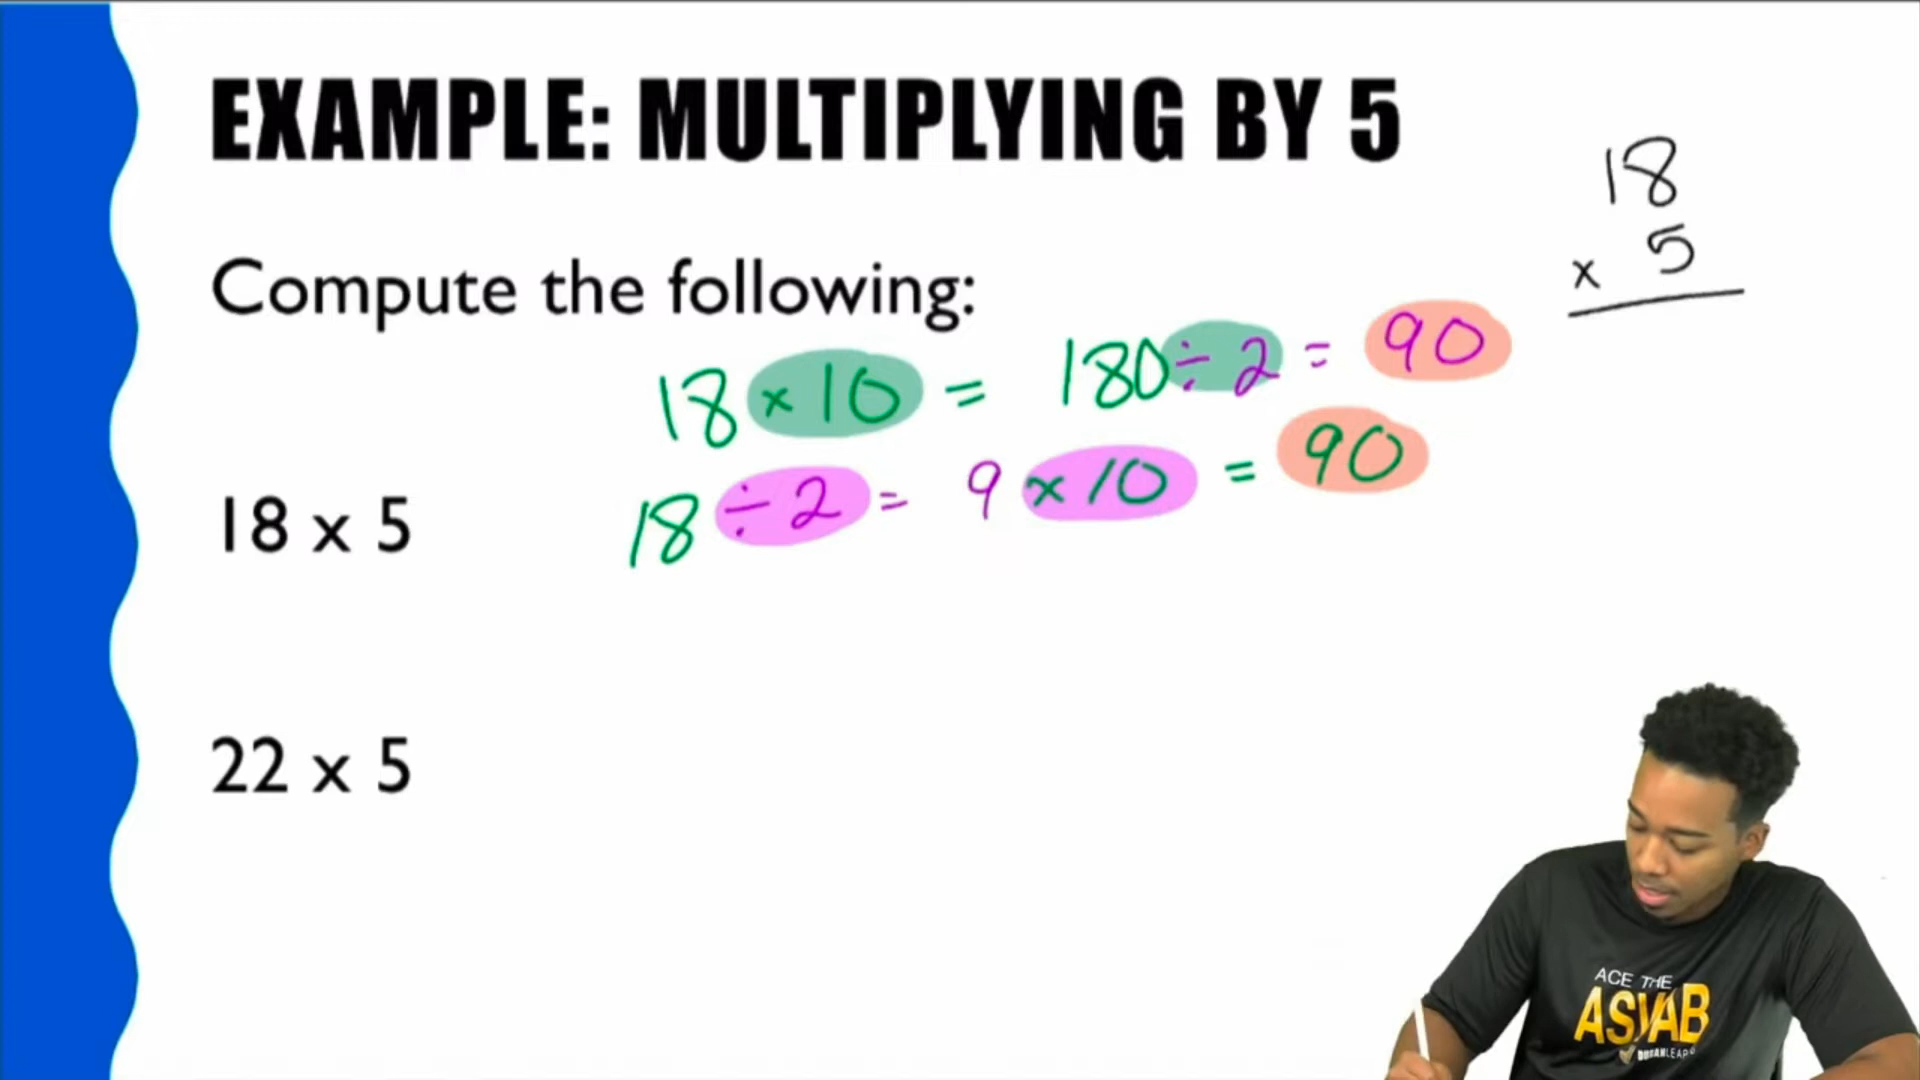 EXAMPLE: MULTIPLYING BY 5
18
x 5
Compute the following:
18 x 10 = 180 ÷ 2 = 90
18 ÷ 2 = 9 x 10 = 90
18 x 5
22 x 5
ACE THE
ASVAB